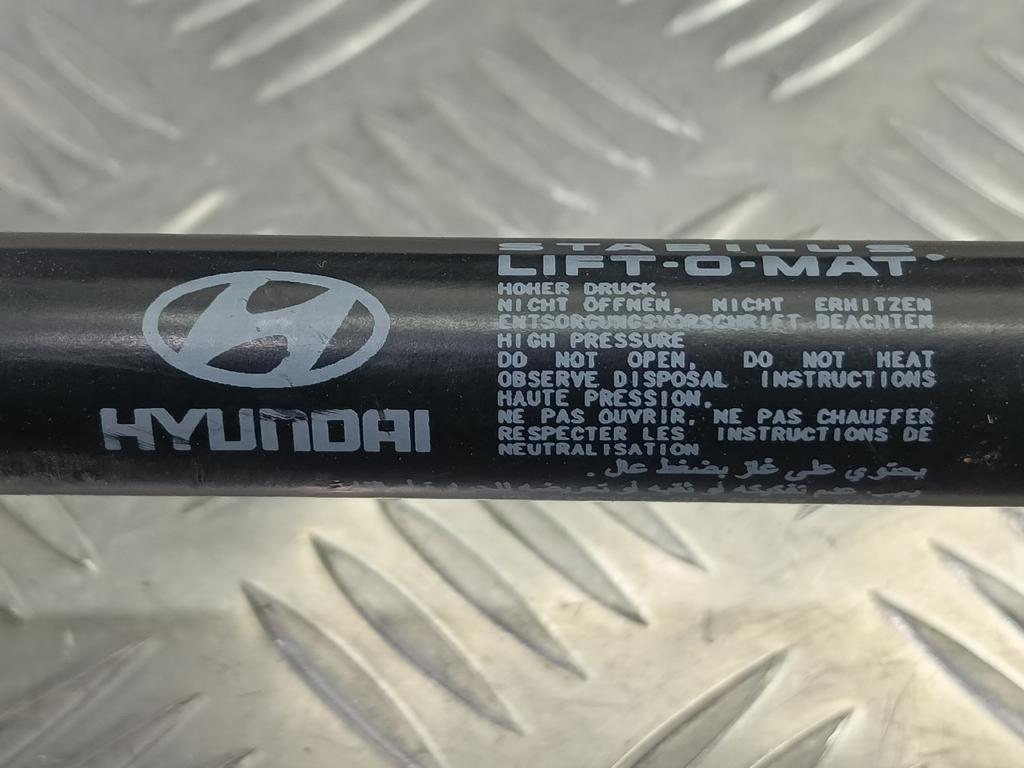 STABILUS
LIFT-O-MAT
HYUNDAI
HOHER DRUCK.
NICHT ÖFFNEN, NICHT ERHITZEN
ENTSORGUNGSVORSCHRIFT BEACHTEN
HIGH PRESSURE
DO NOT OPEN. DO NOT HEAT
OBSERVE DISPOSAL INSTRUCTIONS
HAUTE PRESSION.
NE PAS OUVRIR. NE PAS CHAUFFER
RESPECTER LES INSTRUCTIONS DE
NEUTRALISATION
يحتوي على غاز بضغط عال.